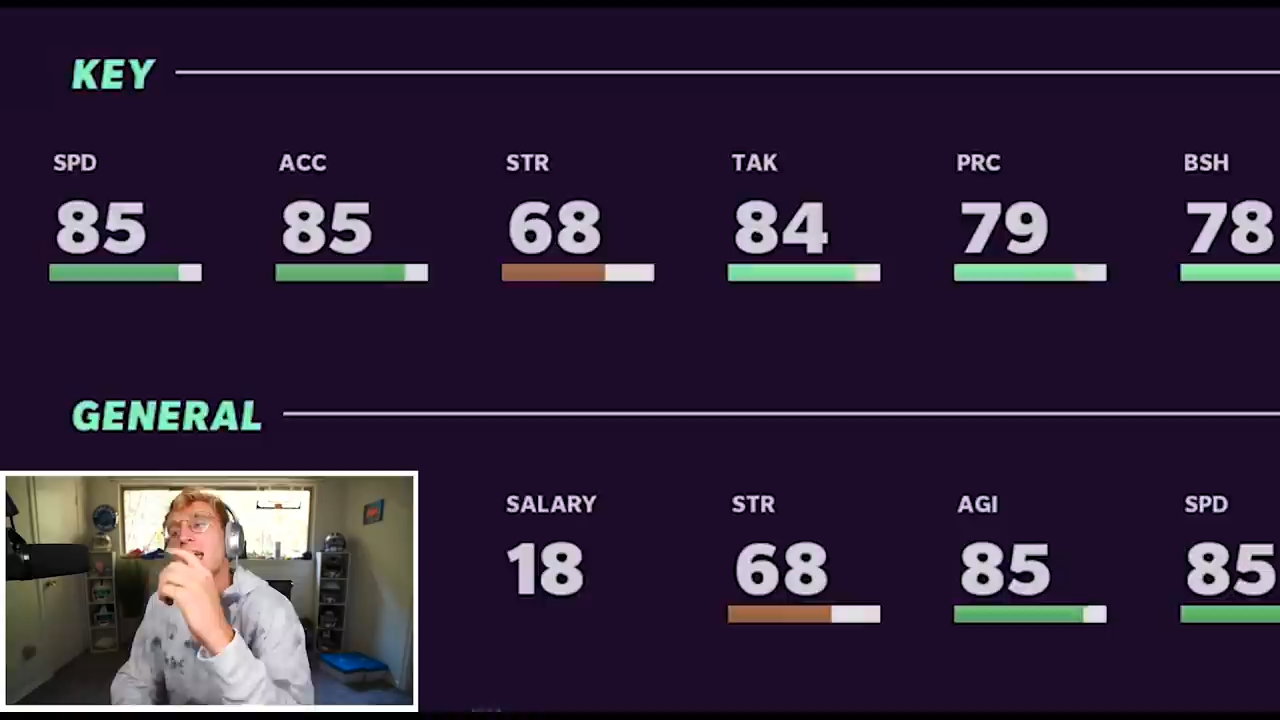 KEY
SPD ACC STR TAK PRC BSH
85 85 68 84 79 78
GENERAL
SALARY STR AGI SPD
18 68 85 85